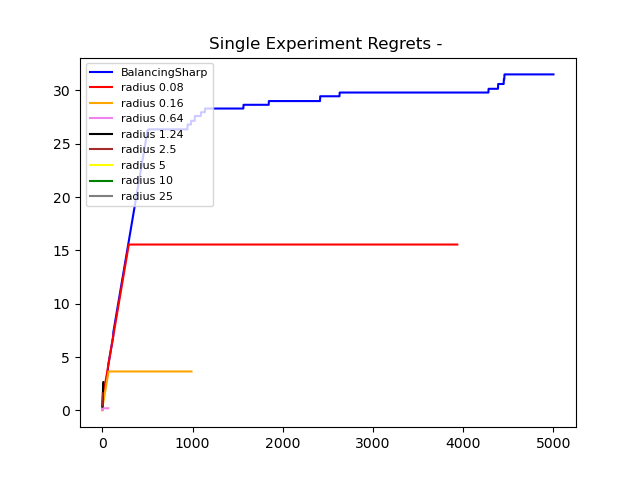 Single Experiment Regrets -
BalancingSharp
radius 0.08
radius 0.16
radius 0.64
radius 1.24
radius 2.5
radius 5
radius 10
radius 25
30
25
20
15
10
5
0
0 1000 2000 3000 4000 5000